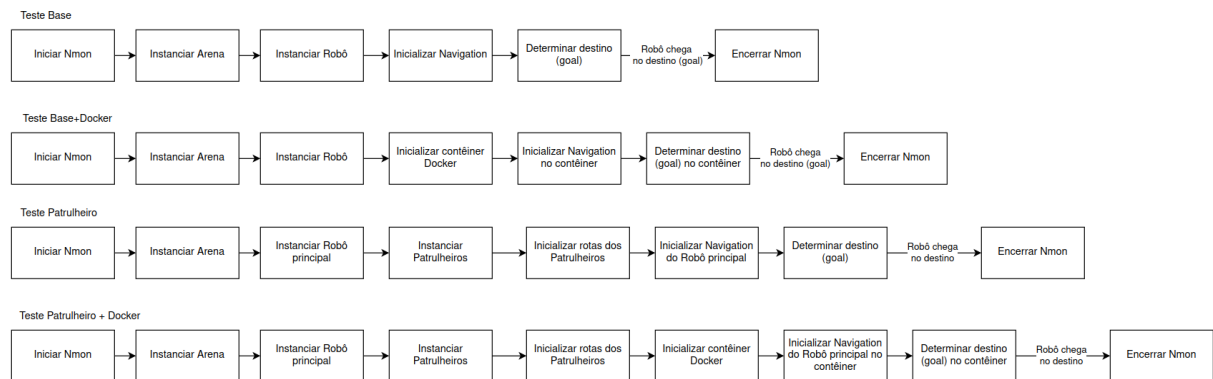 Teste Base
Iniciar Nmon
Instanciar Arena
Instanciar Robô
Inicializar Navigation
Determinar destino
(goal)
Robô chega
no destino (goal)
Encerrar Nmon
Teste Base+Docker
Iniciar Nmon
Instanciar Arena
Instanciar Robô
Inicializar contêiner
Docker
Inicializar Navigation
no contêiner
Determinar destino
(goal) no contêiner
Robô chega
no destino (goal)
Encerrar Nmon
Teste Patrulheiro
Iniciar Nmon
Instanciar Arena
Instanciar Robô
principal
Instanciar
Patrulheiros
Inicializar rotas dos
Patrulheiros
Inicializar Navigation
do Robô principal
Determinar destino
(goal)
Robô chega
no destino
Encerrar Nmon
Teste Patrulheiro + Docker
Iniciar Nmon
Instanciar Arena
Instanciar Robô
principal
Instanciar
Patrulheiros
Inicializar rotas dos
Patrulheiros
Inicializar contêiner
Docker
Inicializar Navigation
do Robô principal no
contêiner
Determinar destino
(goal) no contêiner
Robô chega
no destino
Encerrar Nmon